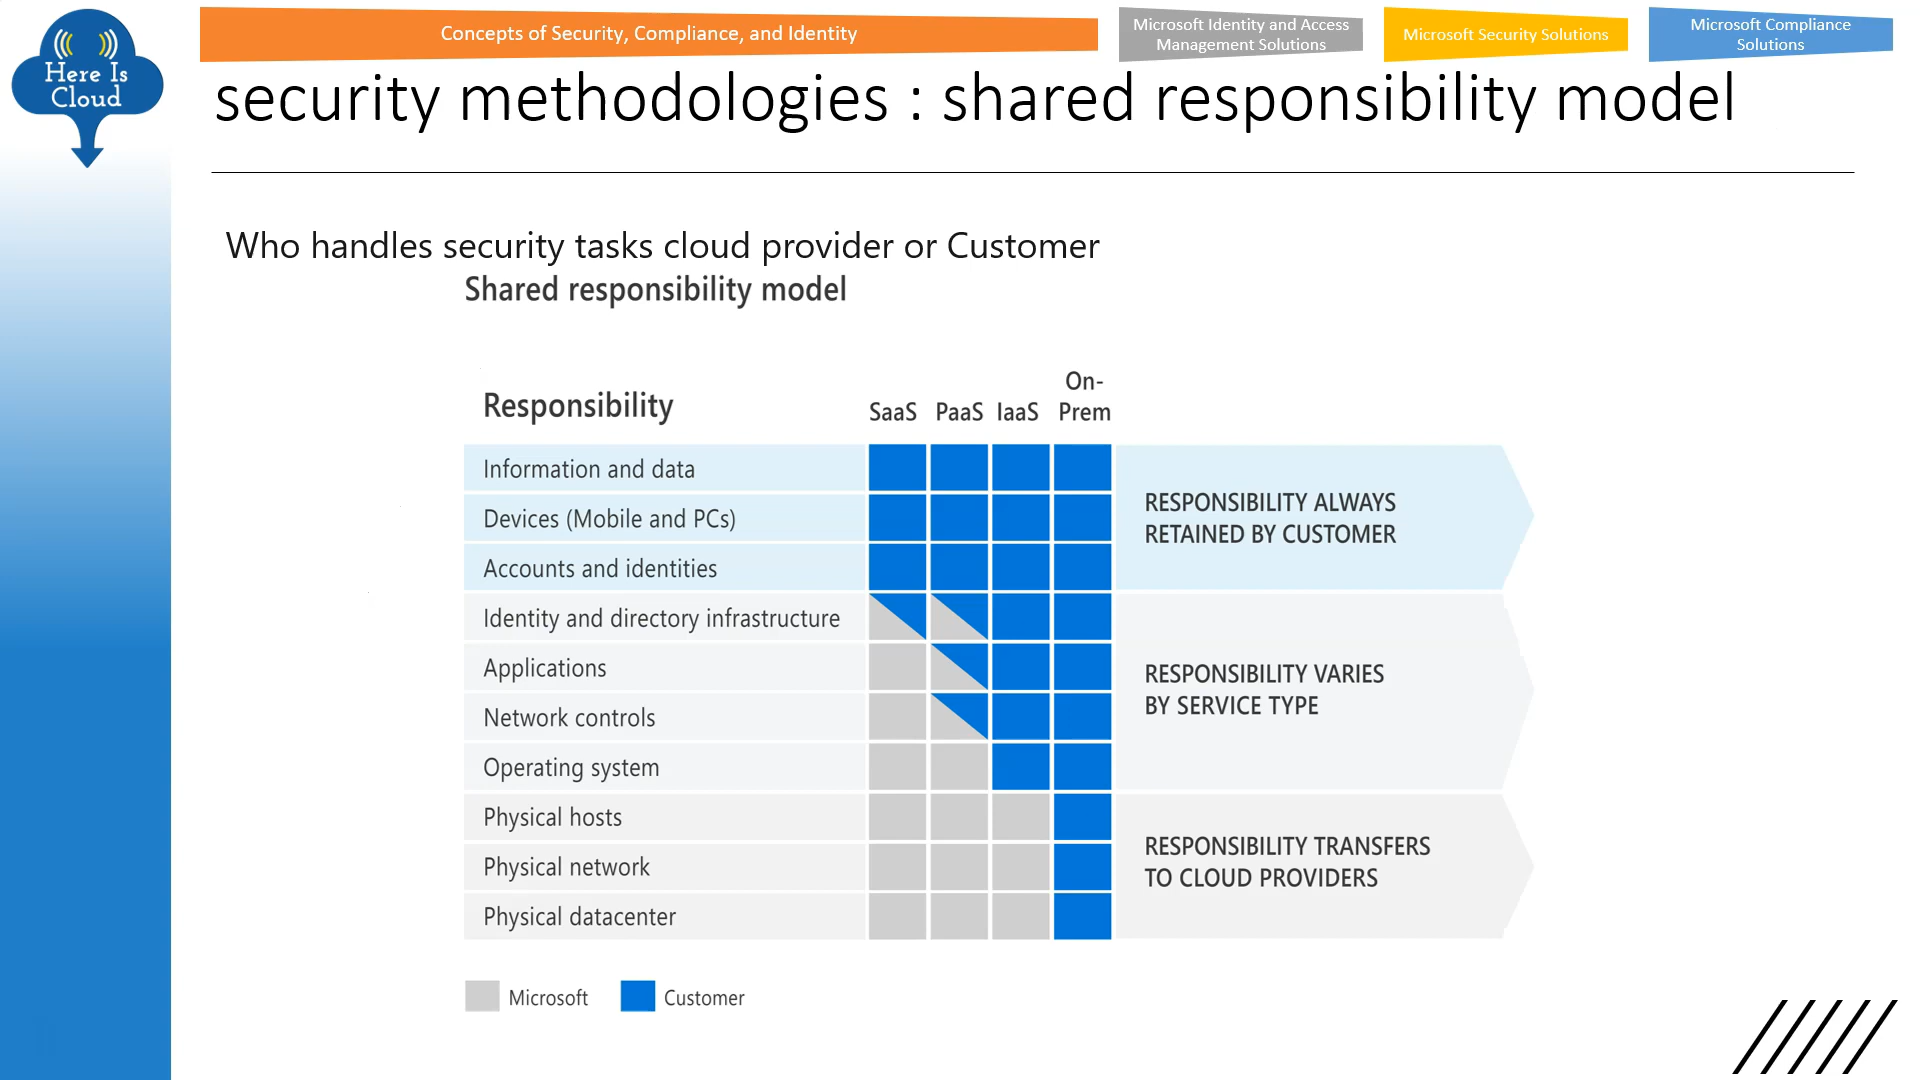 Here Is
Cloud
Concepts of Security, Compliance, and Identity
Microsoft Identity and Access
Management Solutions
Microsoft Security Solutions
Microsoft Compliance
Solutions
security methodologies : shared responsibility model
Who handles security tasks cloud provider or Customer
Shared responsibility model
Responsibility
SaaS PaaS IaaS On-
Prem
Information and data
Devices (Mobile and PCs)
Accounts and identities
RESPONSIBILITY ALWAYS
RETAINED BY CUSTOMER
Identity and directory infrastructure
Applications
Network controls
Operating system
RESPONSIBILITY VARIES
BY SERVICE TYPE
Physical hosts
Physical network
Physical datacenter
RESPONSIBILITY TRANSFERS
TO CLOUD PROVIDERS
Microsoft
Customer